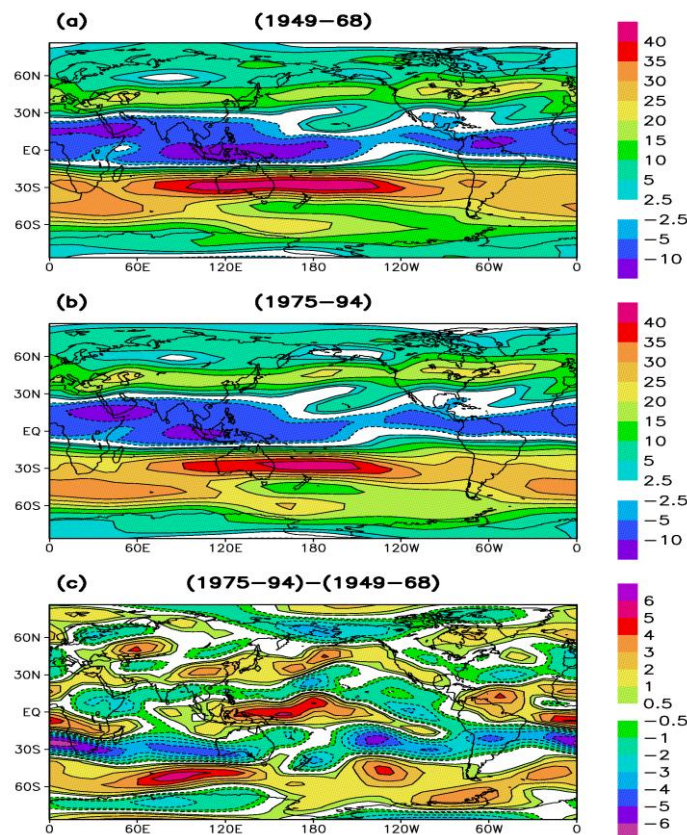 (a) (1949−68)
60N
30N
EQ
30S
60S
0 60E 120E 180 120W 60W 0
40
35
30
25
20
15
10
5
2.5
−2.5
−5
−10
(b) (1975−94)
60N
30N
EQ
30S
60S
0 60E 120E 180 120W 60W 0
40
35
30
25
20
15
10
5
2.5
−2.5
−5
−10
(c) (1975−94)−(1949−68)
60N
30N
EQ
30S
60S
0 60E 120E 180 120W 60W 0
6
5
4
3
2
1
0.5
−0.5
−1
−2
−3
−4
−5
−6